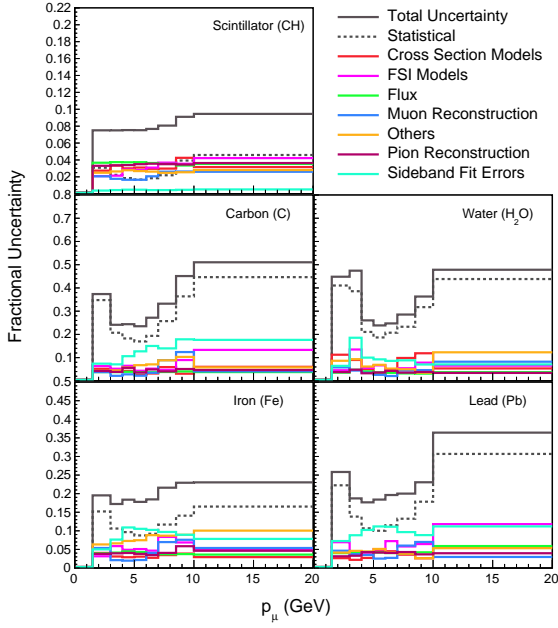 0.22
0.2
0.18
0.16
0.14
0.12
0.1
0.08
0.06
0.04
0.02
Scintillator (CH)
Total Uncertainty
Statistical
Cross Section Models
FSI Models
Flux
Muon Reconstruction
Others
Pion Reconstruction
Sideband Fit Errors
Fractional Uncertainty
0.8
0.7
0.6
0.5
0.4
0.3
0.2
0.1
Carbon (C)
Water (H2O)
0.5
0.45
0.4
0.35
0.3
0.25
0.2
0.15
0.1
0.05
0
Iron (Fe)
Lead (Pb)
0 5 10 15 20
5 10 15 20
pμ (GeV)
pμ (GeV)